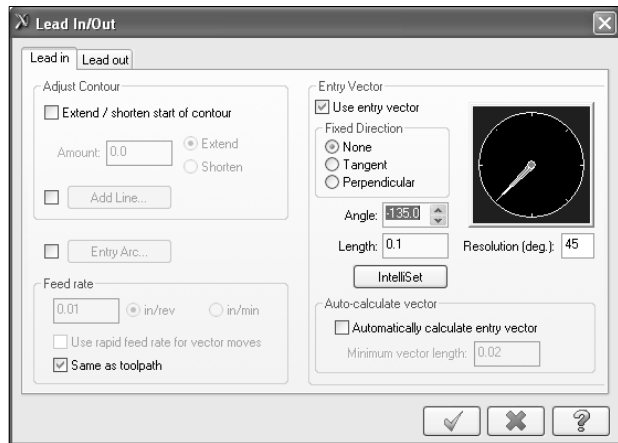 Lead In/Out
Lead in
Lead out
Adjust Contour
Extend / shorten start of contour
Amount: 0.0
Extend
Shorten
Add Line...
Entry Arc...
Feed rate
0.01
in/rev
in/min
Use rapid feed rate for vector moves
Same as toolpath
Entry Vector
Use entry vector
Fixed Direction
None
Tangent
Perpendicular
Angle: -135.0
Length: 0.1
Resolution (deg.): 45
IntelliSet
Auto-calculate vector
Automatically calculate entry vector
Minimum vector length: 0.02
?